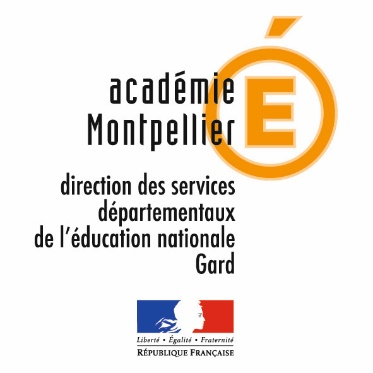 académie
Montpellier
É
direction des services
départementaux
de l'éducation nationale
Gard
Liberté • Égalité • Fraternité
RÉPUBLIQUE FRANÇAISE